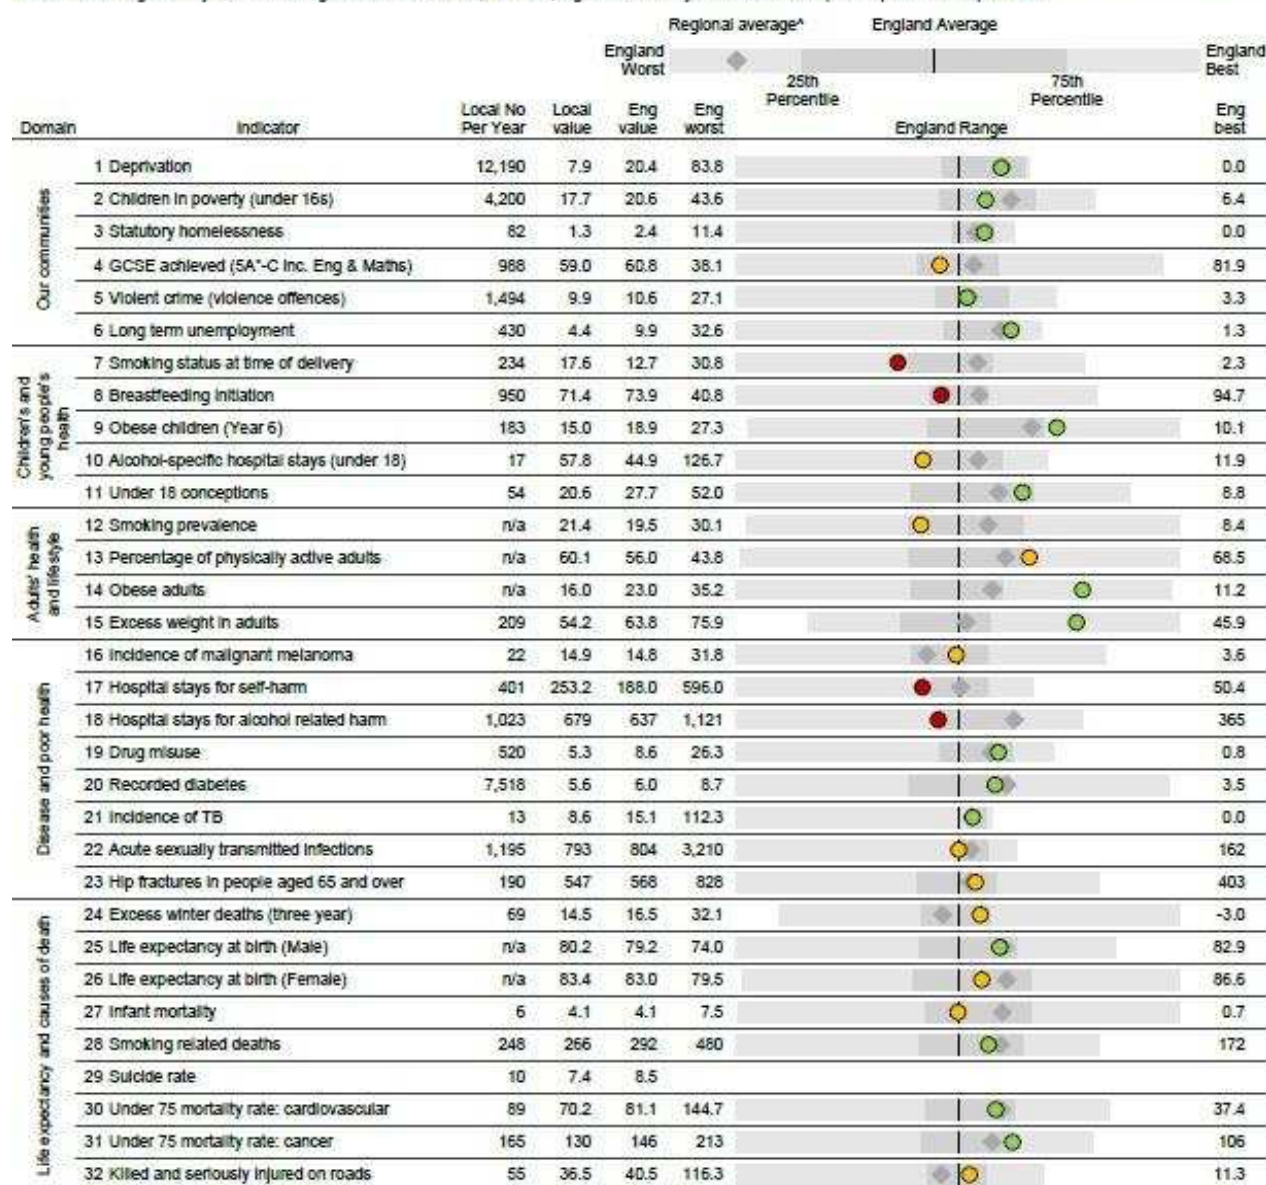 Regional average^ England Average
England Worst England Best
25th Percentile 75th Percentile
Domain Indicator Local No Per Year Local value Eng value Eng worst England Range Eng best
Our communities
1 Deprivation 12,190 7.9 20.4 83.8 0.0
2 Children in poverty (under 16s) 4,200 17.7 20.6 43.6 6.4
3 Statutory homelessness 82 1.3 2.4 11.4 0.0
4 GCSE achieved (5A*-C inc. Eng & Maths) 988 59.0 60.8 38.1 81.9
5 Violent crime (violence offences) 1,494 9.9 10.6 27.1 3.3
6 Long term unemployment 430 4.4 9.9 32.6 1.3
Children's and young people's health
7 Smoking status at time of delivery 234 17.6 12.7 30.8 2.3
8 Breastfeeding initiation 950 71.4 73.9 40.8 94.7
9 Obese children (Year 6) 183 15.0 18.9 27.3 10.1
10 Alcohol-specific hospital stays (under 18) 17 57.8 44.9 126.7 11.9
11 Under 18 conceptions 54 20.6 27.7 52.0 8.8
Adults' health and lifestyle
12 Smoking prevalence n/a 21.4 19.5 30.1 8.4
13 Percentage of physically active adults n/a 60.1 56.0 43.8 68.5
14 Obese adults n/a 16.0 23.0 35.2 11.2
15 Excess weight in adults 209 54.2 63.8 75.9 45.9
Disease and poor health
16 Incidence of malignant melanoma 22 14.9 14.8 31.8 3.6
17 Hospital stays for self-harm 401 253.2 188.0 596.0 50.4
18 Hospital stays for alcohol related harm 1,023 679 637 1,121 365
19 Drug misuse 520 5.3 8.6 26.3 0.8
20 Recorded diabetes 7,518 5.6 6.0 8.7 3.5
21 Incidence of TB 13 8.6 15.1 112.3 0.0
22 Acute sexually transmitted infections 1,195 793 804 3,210 162
23 Hip fractures in people aged 65 and over 190 547 568 828 403
Life expectancy and causes of death
24 Excess winter deaths (three year) 69 14.5 16.5 32.1 -3.0
25 Life expectancy at birth (Male) n/a 80.2 79.2 74.0 82.9
26 Life expectancy at birth (Female) n/a 83.4 83.0 79.5 86.6
27 Infant mortality 6 4.1 4.1 7.5 0.7
28 Smoking related deaths 248 266 292 480 172
29 Suicide rate 10 7.4 8.5
30 Under 75 mortality rate: cardiovascular 89 70.2 81.1 144.7 37.4
31 Under 75 mortality rate: cancer 165 130 146 213 106
32 Killed and seriously injured on roads 55 36.5 40.5 116.3 11.3